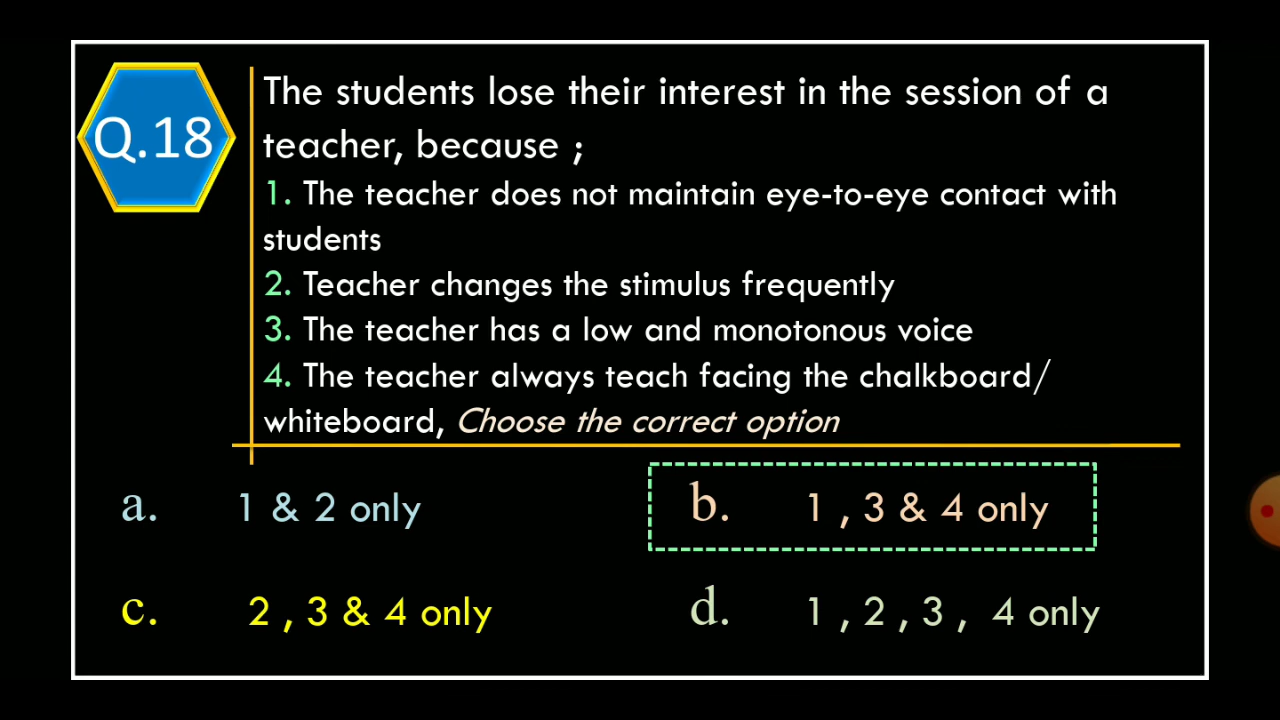 Q.18
The students lose their interest in the session of a
teacher, because ;
1. The teacher does not maintain eye-to-eye contact with
students
2. Teacher changes the stimulus frequently
3. The teacher has a low and monotonous voice
4. The teacher always teach facing the chalkboard/
whiteboard, Choose the correct option
a. 1 & 2 only
b. 1 , 3 & 4 only
c. 2 , 3 & 4 only
d. 1 , 2 , 3 , 4 only